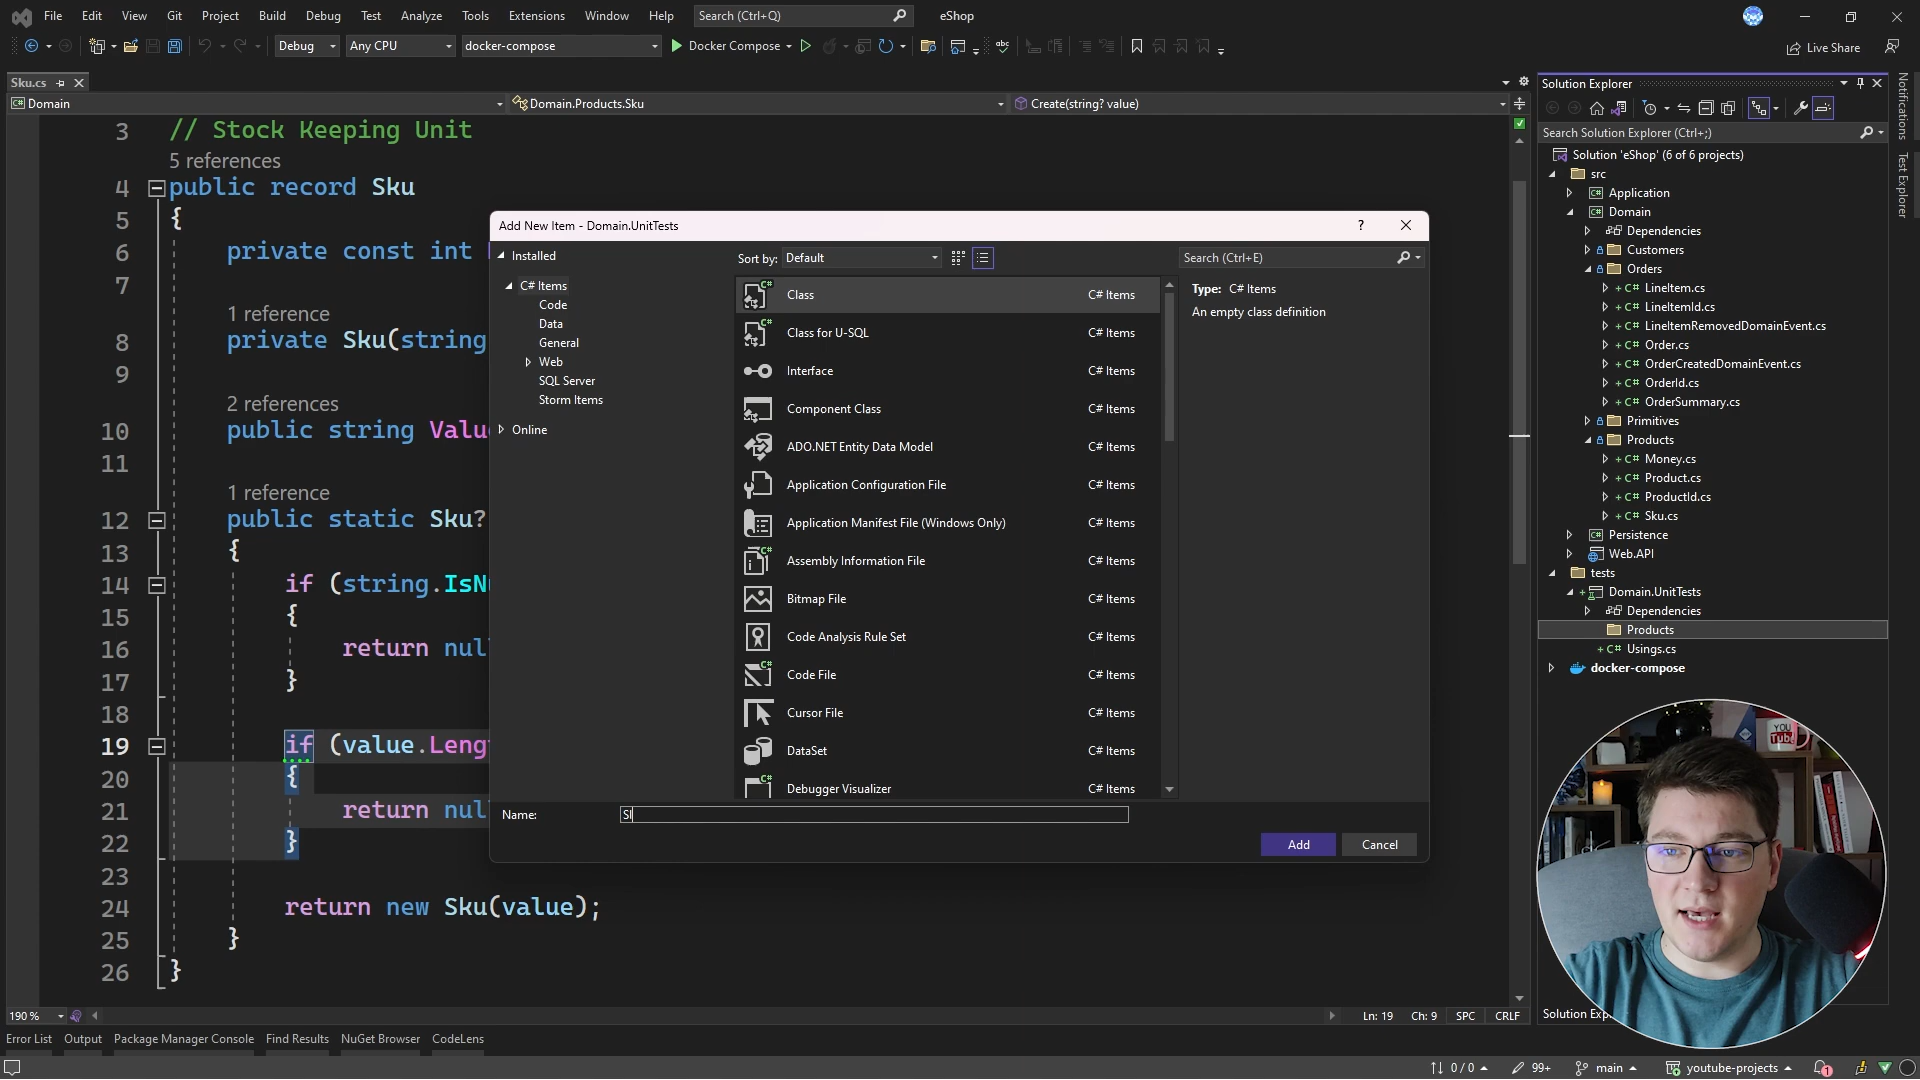 File Edit View Git Project Build Debug Test Analyze Tools Extensions Window Help Search (Ctrl+Q) eShop
Debug Any CPU docker-compose Docker Compose Live Share
Sku.cs
Domain Domain.Products.Sku Create(string? value)
3 // Stock Keeping Unit
5 references
4 public record Sku
5 {
6 private const int
7
1 reference
8 private Sku(string
9
2 references
10 public string Valu
11
1 reference
12 public static Sku?
13 {
14 if (string.IsNu
15 {
16 return nul
17 }
18
19 if (value.Leng
20 {
21 return nul
22 }
23
24 return new Sku(value);
25 }
26 }
190 % Ln: 19 Ch: 9 SPC CRLF
Error List Output Package Manager Console Find Results NuGet Browser CodeLens
0 / 0 99+ main youtube-projects 1
Add New Item - Domain.UnitTests ?
Installed
C# Items
Code
Data
General
Web
SQL Server
Storm Items
Online
Sort by: Default
Search (Ctrl+E)
Class C# Items
Class for U-SQL C# Items
Interface C# Items
Component Class C# Items
ADO.NET Entity Data Model C# Items
Application Configuration File C# Items
Application Manifest File (Windows Only) C# Items
Assembly Information File C# Items
Bitmap File C# Items
Code Analysis Rule Set C# Items
Code File C# Items
Cursor File C# Items
DataSet C# Items
Debugger Visualizer C# Items
Type: C# Items
An empty class definition
Name:
Add Cancel
Solution Explorer
Search Solution Explorer (Ctrl+;)
Solution 'eShop' (6 of 6 projects)
src
C# Application
C# Domain
Dependencies
Customers
Orders
+ C# LineItem.cs
+ C# LineItemId.cs
+ C# LineItemRemovedDomainEvent.cs
+ C# Order.cs
+ C# OrderCreatedDomainEvent.cs
+ C# OrderId.cs
+ C# OrderSummary.cs
Primitives
Products
+ C# Money.cs
+ C# Product.cs
+ C# ProductId.cs
+ C# Sku.cs
C# Persistence
Web.API
tests
+ Domain.UnitTests
Dependencies
Products
+ C# Usings.cs
docker-compose
Solution
Notifications
Test Explorer
YOU
Tube